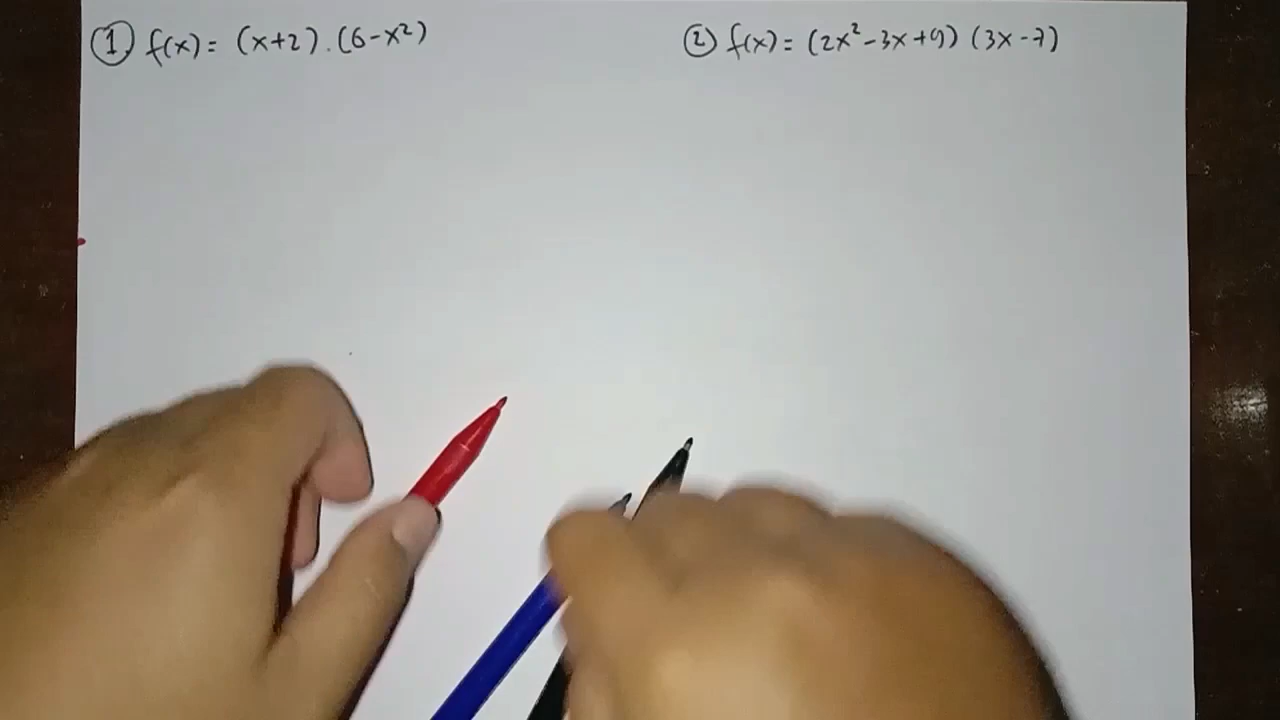 ① f(x) = (x+2) . (6-x²)
② f(x) = (2x²-3x+9) (3x-7)